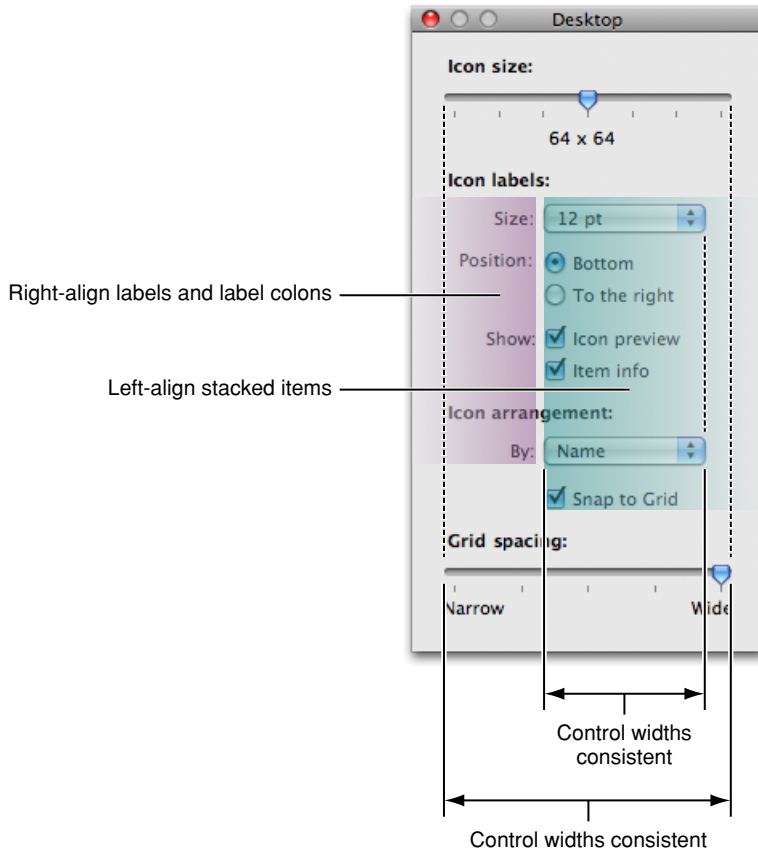 Desktop
Icon size:
64 x 64
Icon labels:
Size: 12 pt
Position: Bottom
To the right
Right-align labels and label colons
Show: Icon preview
Item info
Left-align stacked items
Icon arrangement:
By: Name
Snap to Grid
Grid spacing:
Narrow Wide
Control widths
consistent
Control widths consistent